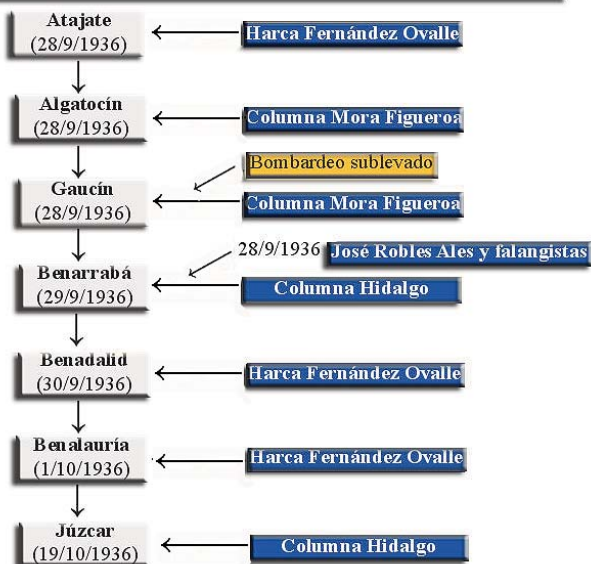 Atajate
(28/9/1936)
Harca Fernández Ovalle
Algatocín
(28/9/1936)
Columna Mora Figueroa
Bombardeo sublevado
Gaucín
(28/9/1936)
Columna Mora Figueroa
28/9/1936 José Robles Ales y falangistas
Benarrabá
(29/9/1936)
Columna Hidalgo
Benadalid
(30/9/1936)
Harca Fernández Ovalle
Benalauría
(1/10/1936)
Harca Fernández Ovalle
Júzcar
(19/10/1936)
Columna Hidalgo